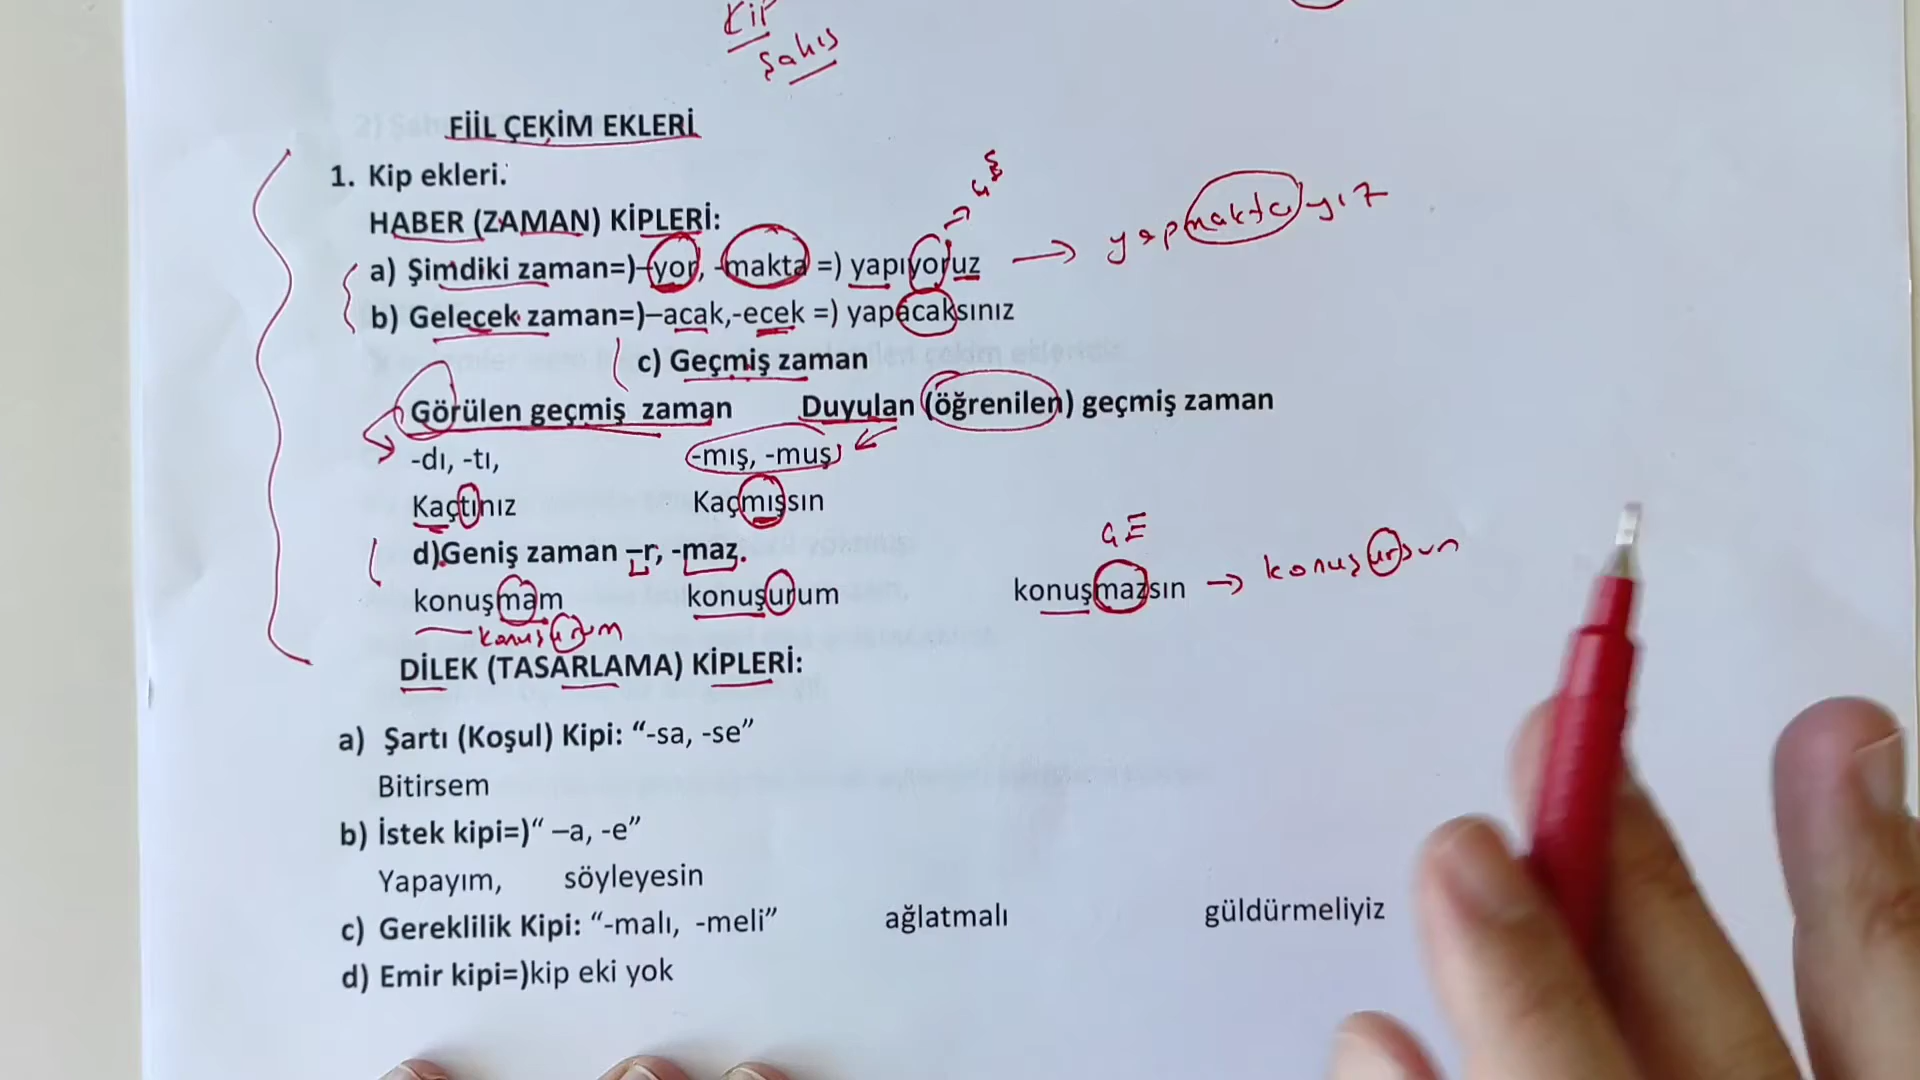 Kip
Şahıs
FİİL ÇEKİM EKLERİ
1. Kip ekleri.
HABER (ZAMAN) KİPLERİ:
a) Şimdiki zaman=)–yor, -makta =) yapıyoruz → yapmaktayız
b) Gelecek zaman=)–acak,-ecek =) yapacaksınız
c) Geçmiş zaman
Görülen geçmiş zaman Duyulan (öğrenilen) geçmiş zaman
-dı, -tı, -mış, -muş
Kaçtınız Kaçmışsın
d)Geniş zaman –r, -maz.
konuşmam konuşurum konuşmazsın → konuşursun
konuşurum
DİLEK (TASARLAMA) KİPLERİ:
a) Şartı (Koşul) Kipi: “-sa, -se”
Bitirsem
b) İstek kipi=)“ –a, -e”
Yapayım, söyleyesin
c) Gereklilik Kipi: “-malı, -meli” ağlatmalı güldürmeliyiz
d) Emir kipi=)kip eki yok